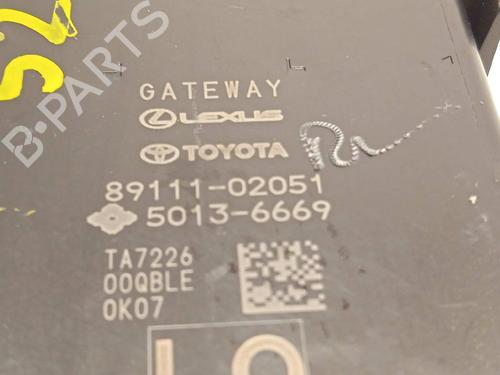 B-PARTS
GATEWAY
LEXUS
TOYOTA
89111-02051
5013-6669
TA7226
00QBLE
0K07